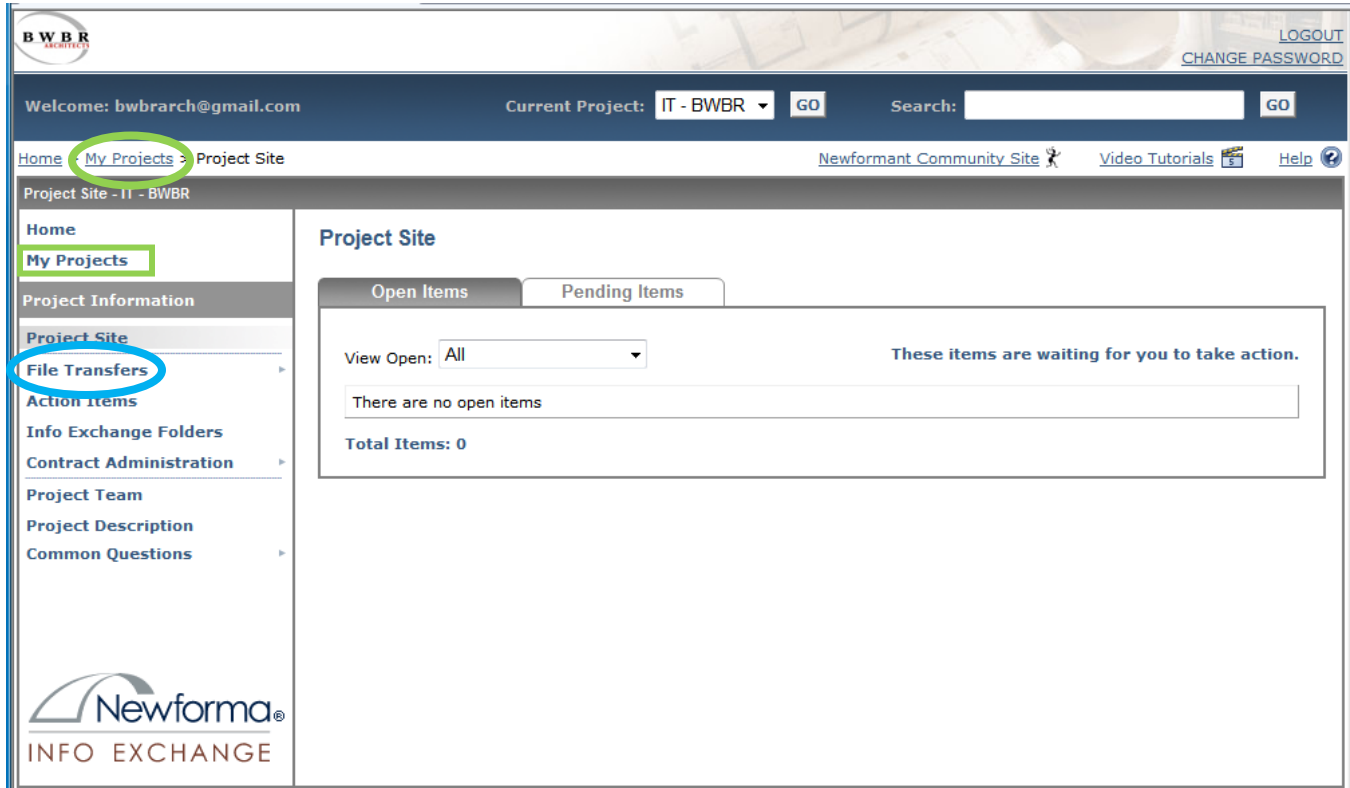 BWBR
ARCHITECTS
LOGOUT
CHANGE PASSWORD
Welcome: bwbrarch@gmail.com
Current Project: IT - BWBR GO
Search: GO
Home > My Projects > Project Site
Newformant Community Site
Video Tutorials
Help ?
Project Site - IT - BWBR
Home
My Projects
Project Information
Project Site
File Transfers
Action Items
Info Exchange Folders
Contract Administration
Project Team
Project Description
Common Questions
Newforma®
INFO EXCHANGE
Project Site
Open Items
Pending Items
View Open: All
These items are waiting for you to take action.
There are no open items
Total Items: 0